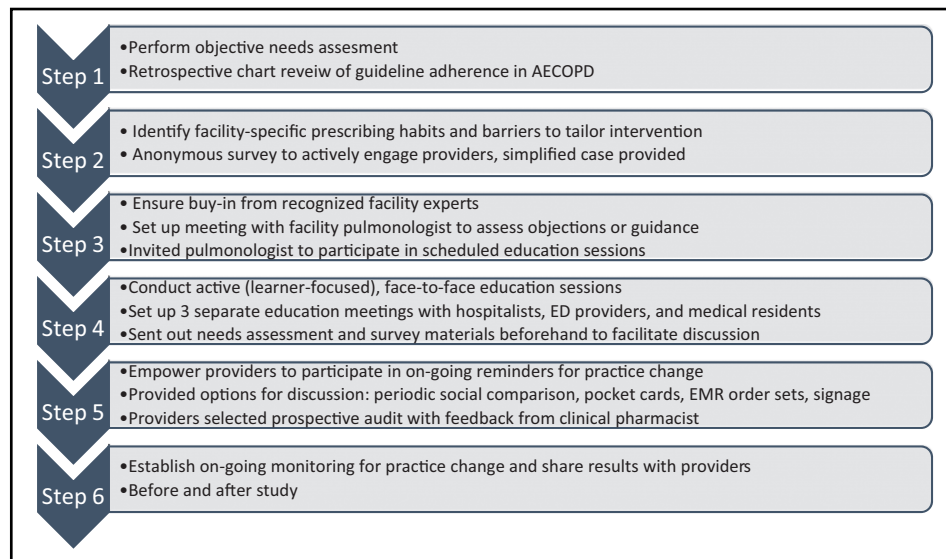 Step 1
•Perform objective needs assesment
•Retrospective chart reveiw of guideline adherence in AECOPD
Step 2
• Identify facility-specific prescribing habits and barriers to tailor intervention
• Anonymous survey to actively engage providers, simplified case provided
Step 3
• Ensure buy-in from recognized facility experts
• Set up meeting with facility pulmonologist to assess objections or guidance
• Invited pulmonologist to participate in scheduled education sessions
Step 4
•Conduct active (learner-focused), face-to-face education sessions
•Set up 3 separate education meetings with hospitalists, ED providers, and medical residents
•Sent out needs assessment and survey materials beforehand to facilitate discussion
Step 5
•Empower providers to participate in on-going reminders for practice change
•Provided options for discussion: periodic social comparison, pocket cards, EMR order sets, signage
•Providers selected prospective audit with feedback from clinical pharmacist
Step 6
•Establish on-going monitoring for practice change and share results with providers
•Before and after study